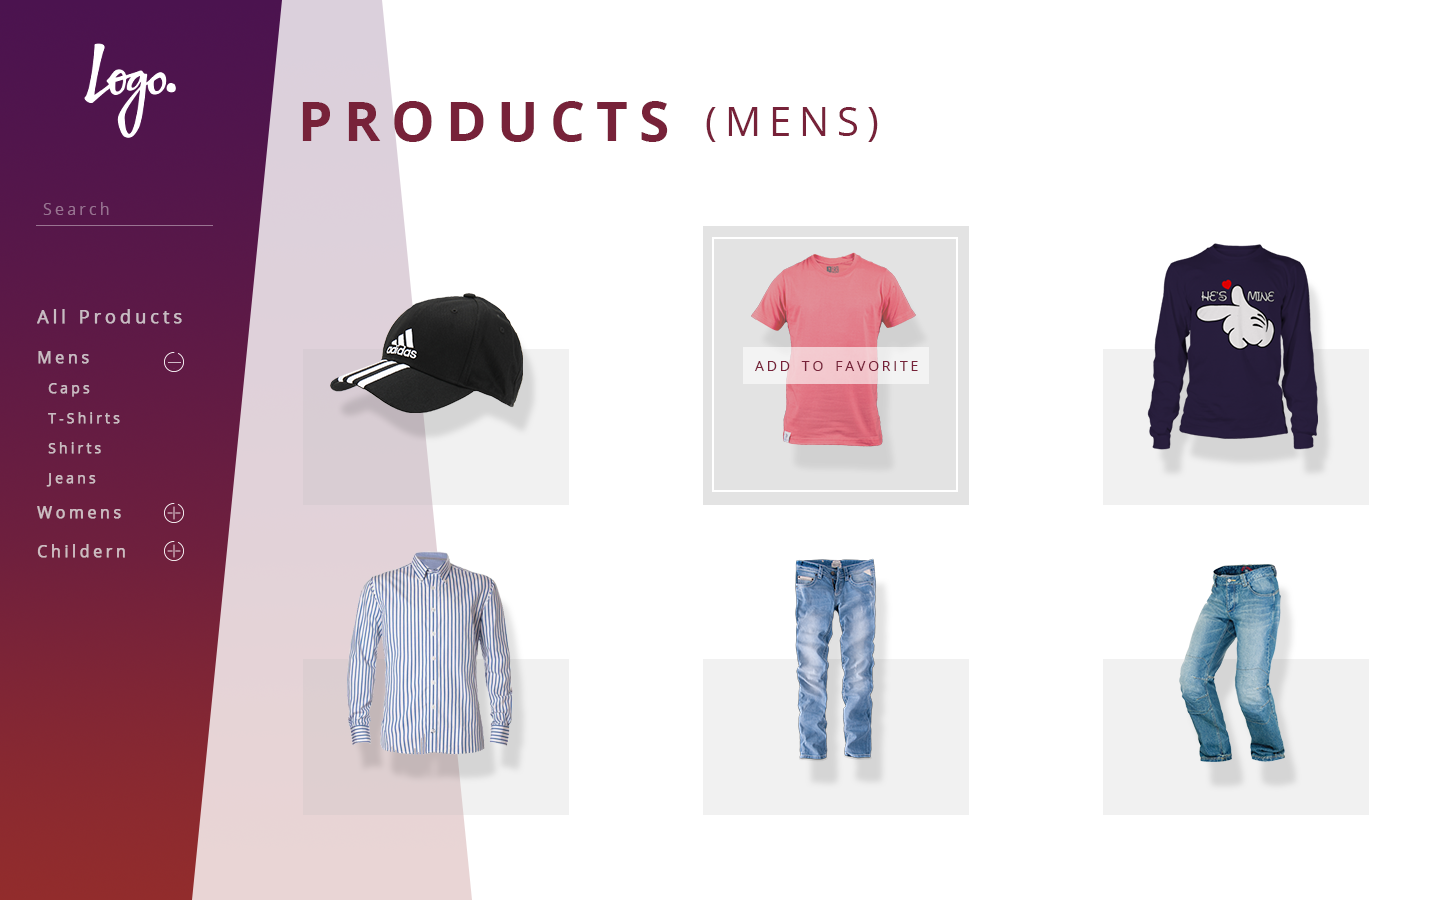 Logo.
PRODUCTS (MENS)
Search
All Products
Mens
Caps
T-Shirts
Shirts
Jeans
Womens
Childern
adidas
ADD TO FAVORITE
HE'S MINE